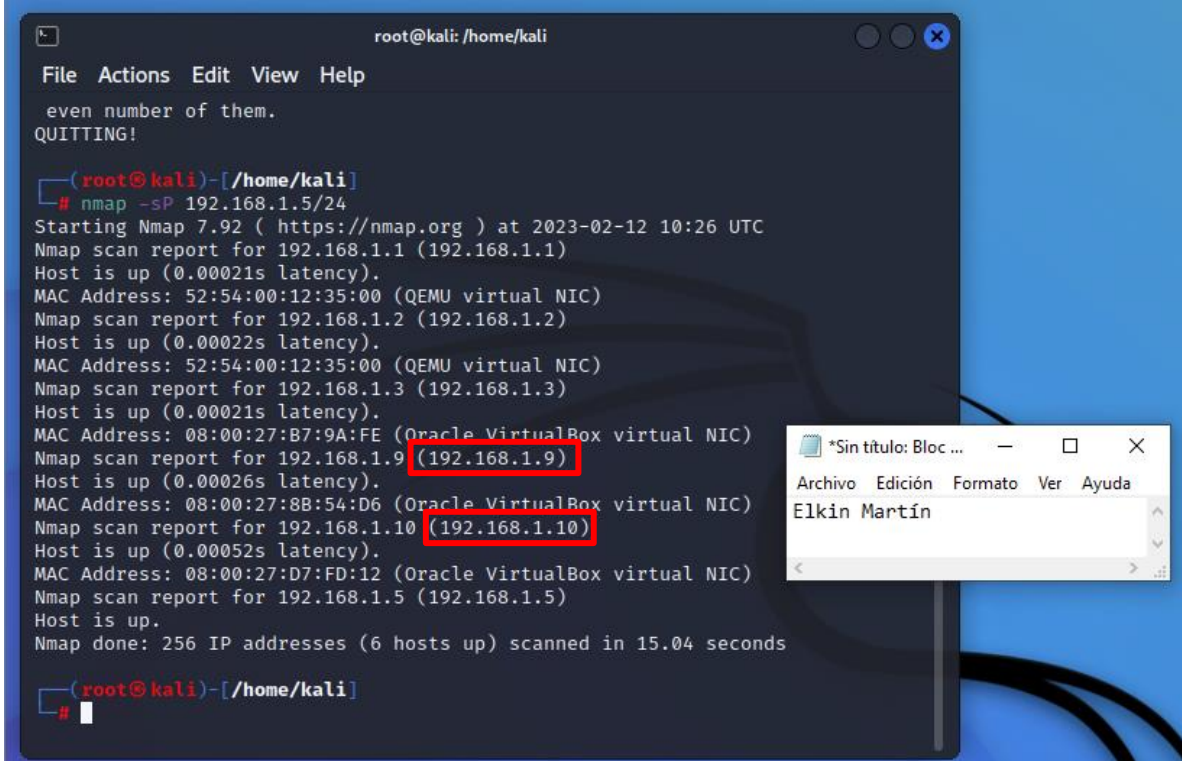 root@kali: /home/kali
File Actions Edit View Help
even number of them.
QUITTING!
┌──(root㉿kali)-[/home/kali]
└─# nmap -sP 192.168.1.5/24
Starting Nmap 7.92 ( https://nmap.org ) at 2023-02-12 10:26 UTC
Nmap scan report for 192.168.1.1 (192.168.1.1)
Host is up (0.00021s latency).
MAC Address: 52:54:00:12:35:00 (QEMU virtual NIC)
Nmap scan report for 192.168.1.2 (192.168.1.2)
Host is up (0.00022s latency).
MAC Address: 52:54:00:12:35:00 (QEMU virtual NIC)
Nmap scan report for 192.168.1.3 (192.168.1.3)
Host is up (0.00021s latency).
MAC Address: 08:00:27:B7:9A:FE (Oracle VirtualBox virtual NIC)
Nmap scan report for 192.168.1.9 (192.168.1.9)
Host is up (0.00026s latency).
MAC Address: 08:00:27:8B:54:D6 (Oracle VirtualBox virtual NIC)
Nmap scan report for 192.168.1.10 (192.168.1.10)
Host is up (0.00052s latency).
MAC Address: 08:00:27:D7:FD:12 (Oracle VirtualBox virtual NIC)
Nmap scan report for 192.168.1.5 (192.168.1.5)
Host is up.
Nmap done: 256 IP addresses (6 hosts up) scanned in 15.04 seconds
┌──(root㉿kali)-[/home/kali]
└─#
*Sin título: Bloc ...
Archivo Edición Formato Ver Ayuda
Elkin Martín